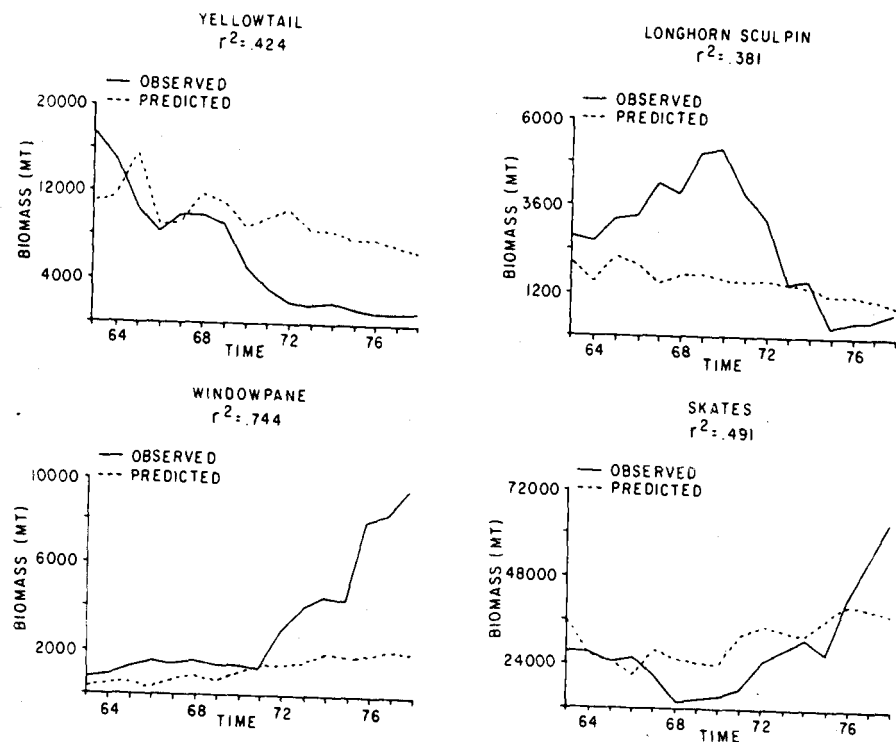 YELLOWTAIL
r²=.424
— OBSERVED
--- PREDICTED
20000
12000
4000
BIOMASS (MT)
64 68 72 76
TIME
LONGHORN SCULPIN
r²=.381
— OBSERVED
--- PREDICTED
6000
3600
1200
BIOMASS (MT)
64 68 72 76
TIME
WINDOWPANE
r²=.744
— OBSERVED
--- PREDICTED
10000
6000
2000
BIOMASS (MT)
64 68 72 76
TIME
SKATES
r²=.491
— OBSERVED
--- PREDICTED
72000
48000
24000
BIOMASS (MT)
64 68 72 76
TIME